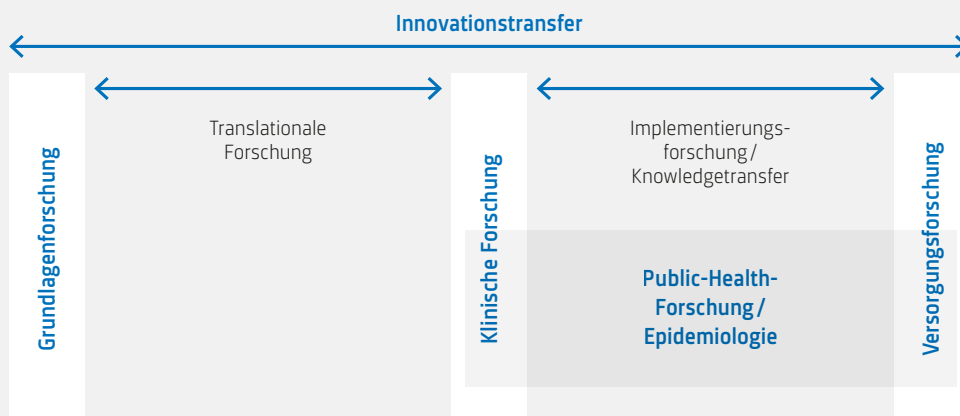 Innovationstransfer
Grundlagenforschung
Translationale
Forschung
Klinische Forschung
Implementierungs-
forschung /
Knowledgetransfer
Public-Health-
Forschung /
Epidemiologie
Versorgungsforschung